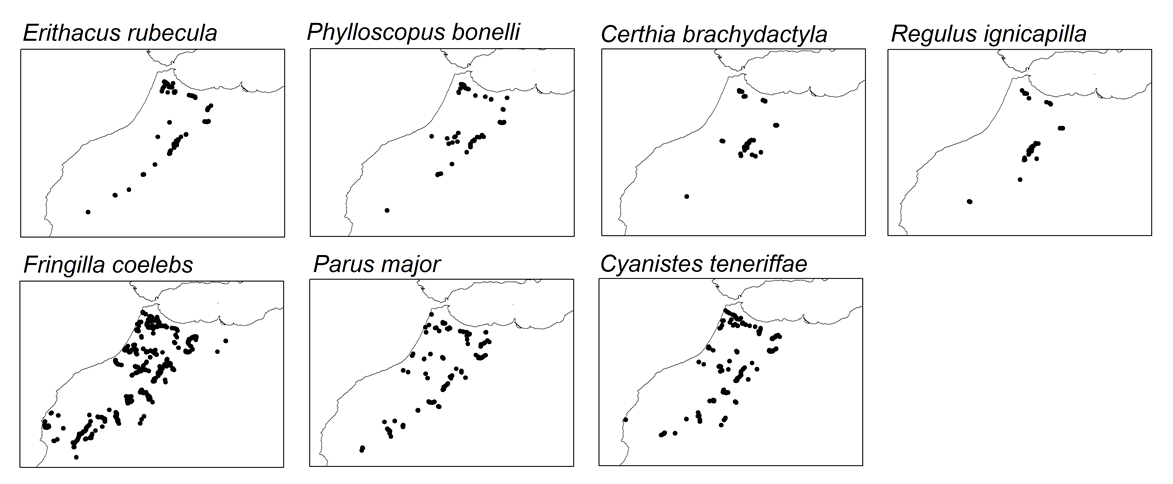 Erithacus rubecula
Phylloscopus bonelli
Certhia brachydactyla
Regulus ignicapilla
Fringilla coelebs
Parus major
Cyanistes teneriffae